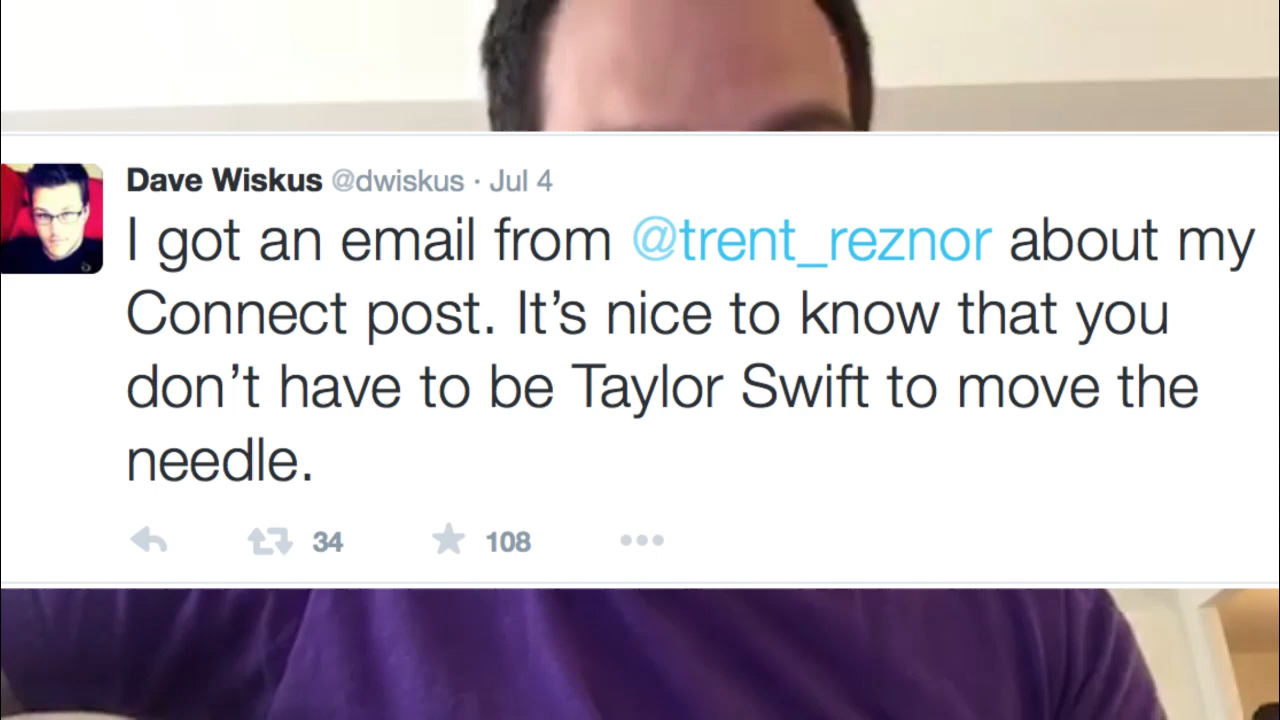 Dave Wiskus @dwiskus · Jul 4
I got an email from @trent_reznor about my
Connect post. It’s nice to know that you
don’t have to be Taylor Swift to move the
needle.
34 108